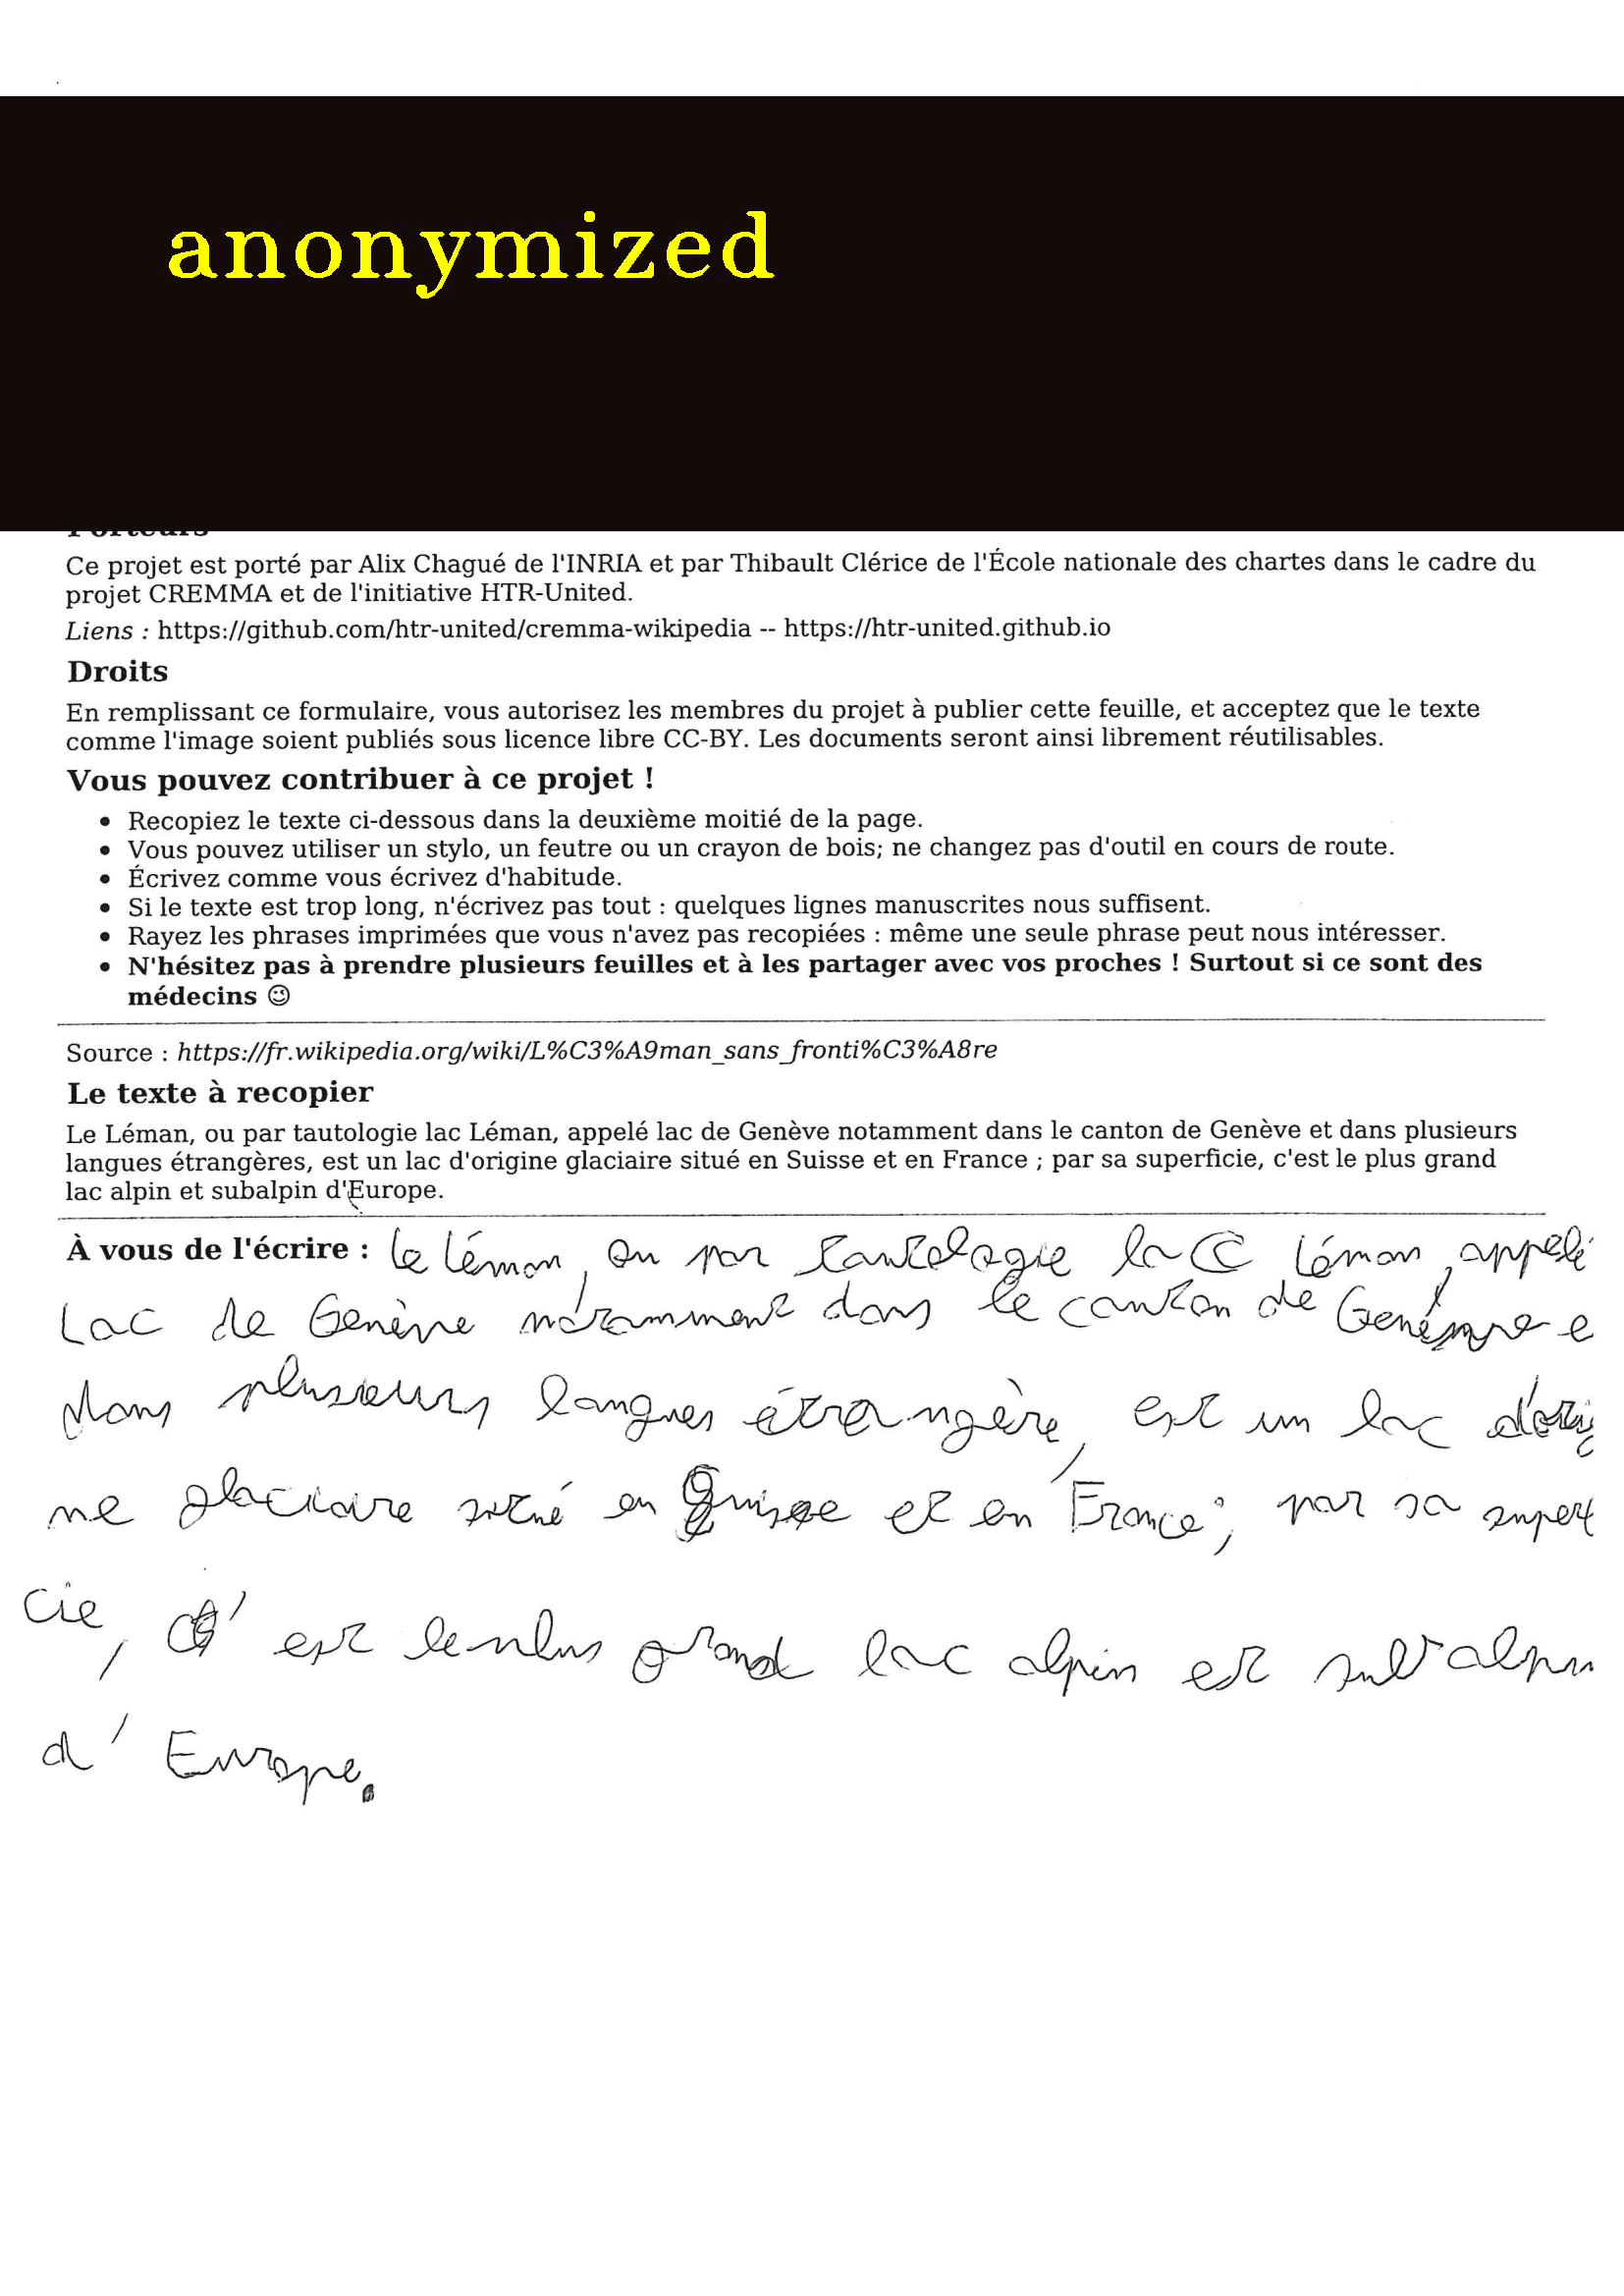 anonymized
Ce projet est porté par Alix Chagué de l'INRIA et par Thibault Clérice de l'École nationale des chartes dans le cadre du
projet CREMMA et de l'initiative HTR-United.
Liens : https://github.com/htr-united/cremma-wikipedia -- https://htr-united.github.io
Droits
En remplissant ce formulaire, vous autorisez les membres du projet à publier cette feuille, et acceptez que le texte
comme l'image soient publiés sous licence libre CC-BY. Les documents seront ainsi librement réutilisables.
Vous pouvez contribuer à ce projet !
• Recopiez le texte ci-dessous dans la deuxième moitié de la page.
• Vous pouvez utiliser un stylo, un feutre ou un crayon de bois; ne changez pas d'outil en cours de route.
• Écrivez comme vous écrivez d'habitude.
• Si le texte est trop long, n'écrivez pas tout : quelques lignes manuscrites nous suffisent.
• Rayez les phrases imprimées que vous n'avez pas recopiées : même une seule phrase peut nous intéresser.
• N'hésitez pas à prendre plusieurs feuilles et à les partager avec vos proches ! Surtout si ce sont des
médecins 😉
Source : https://fr.wikipedia.org/wiki/L%C3%A9man_sans_fronti%C3%A8re
Le texte à recopier
Le Léman, ou par tautologie lac Léman, appelé lac de Genève notamment dans le canton de Genève et dans plusieurs
langues étrangères, est un lac d'origine glaciaire situé en Suisse et en France ; par sa superficie, c'est le plus grand
lac alpin et subalpin d'Europe.
À vous de l'écrire : Le Léman, ou par tautologie lac Léman, appelé
Lac de Genève notamment dans le canton de e
dans plusieurs langues étrangère, est un lac d'orig
ne glaciaire situé en Suisse et en France ; par sa super
cie, c' est le plus grand lac alpin et subalpin
d' Europe.